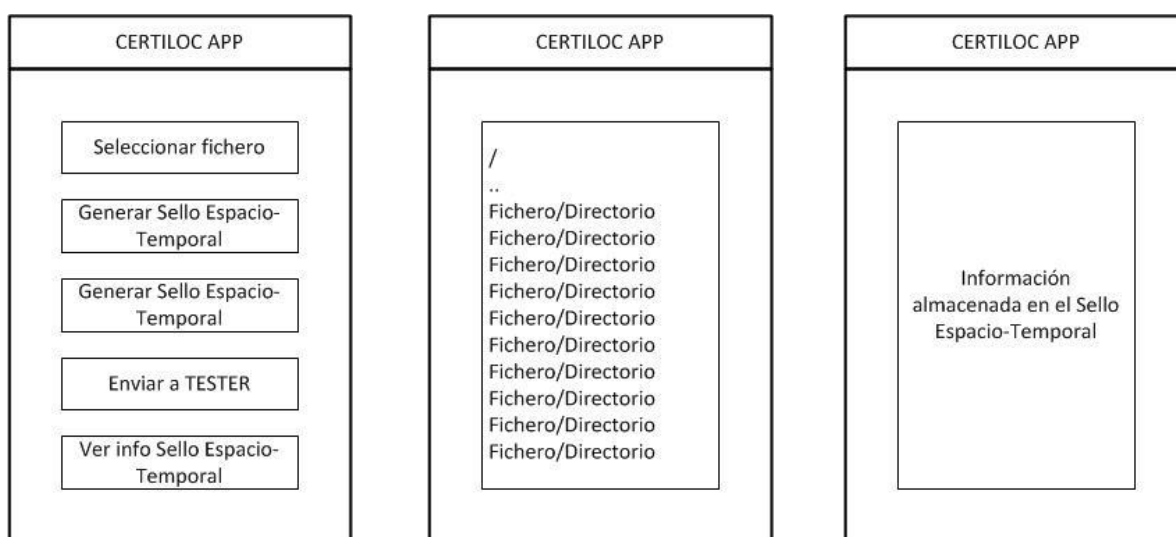 CERTILOC APP
Seleccionar fichero
Generar Sello Espacio-
Temporal
Generar Sello Espacio-
Temporal
Enviar a TESTER
Ver info Sello Espacio-
Temporal
CERTILOC APP
/
..
Fichero/Directorio
Fichero/Directorio
Fichero/Directorio
Fichero/Directorio
Fichero/Directorio
Fichero/Directorio
Fichero/Directorio
Fichero/Directorio
Fichero/Directorio
Fichero/Directorio
CERTILOC APP
Información
almacenada en el Sello
Espacio-Temporal